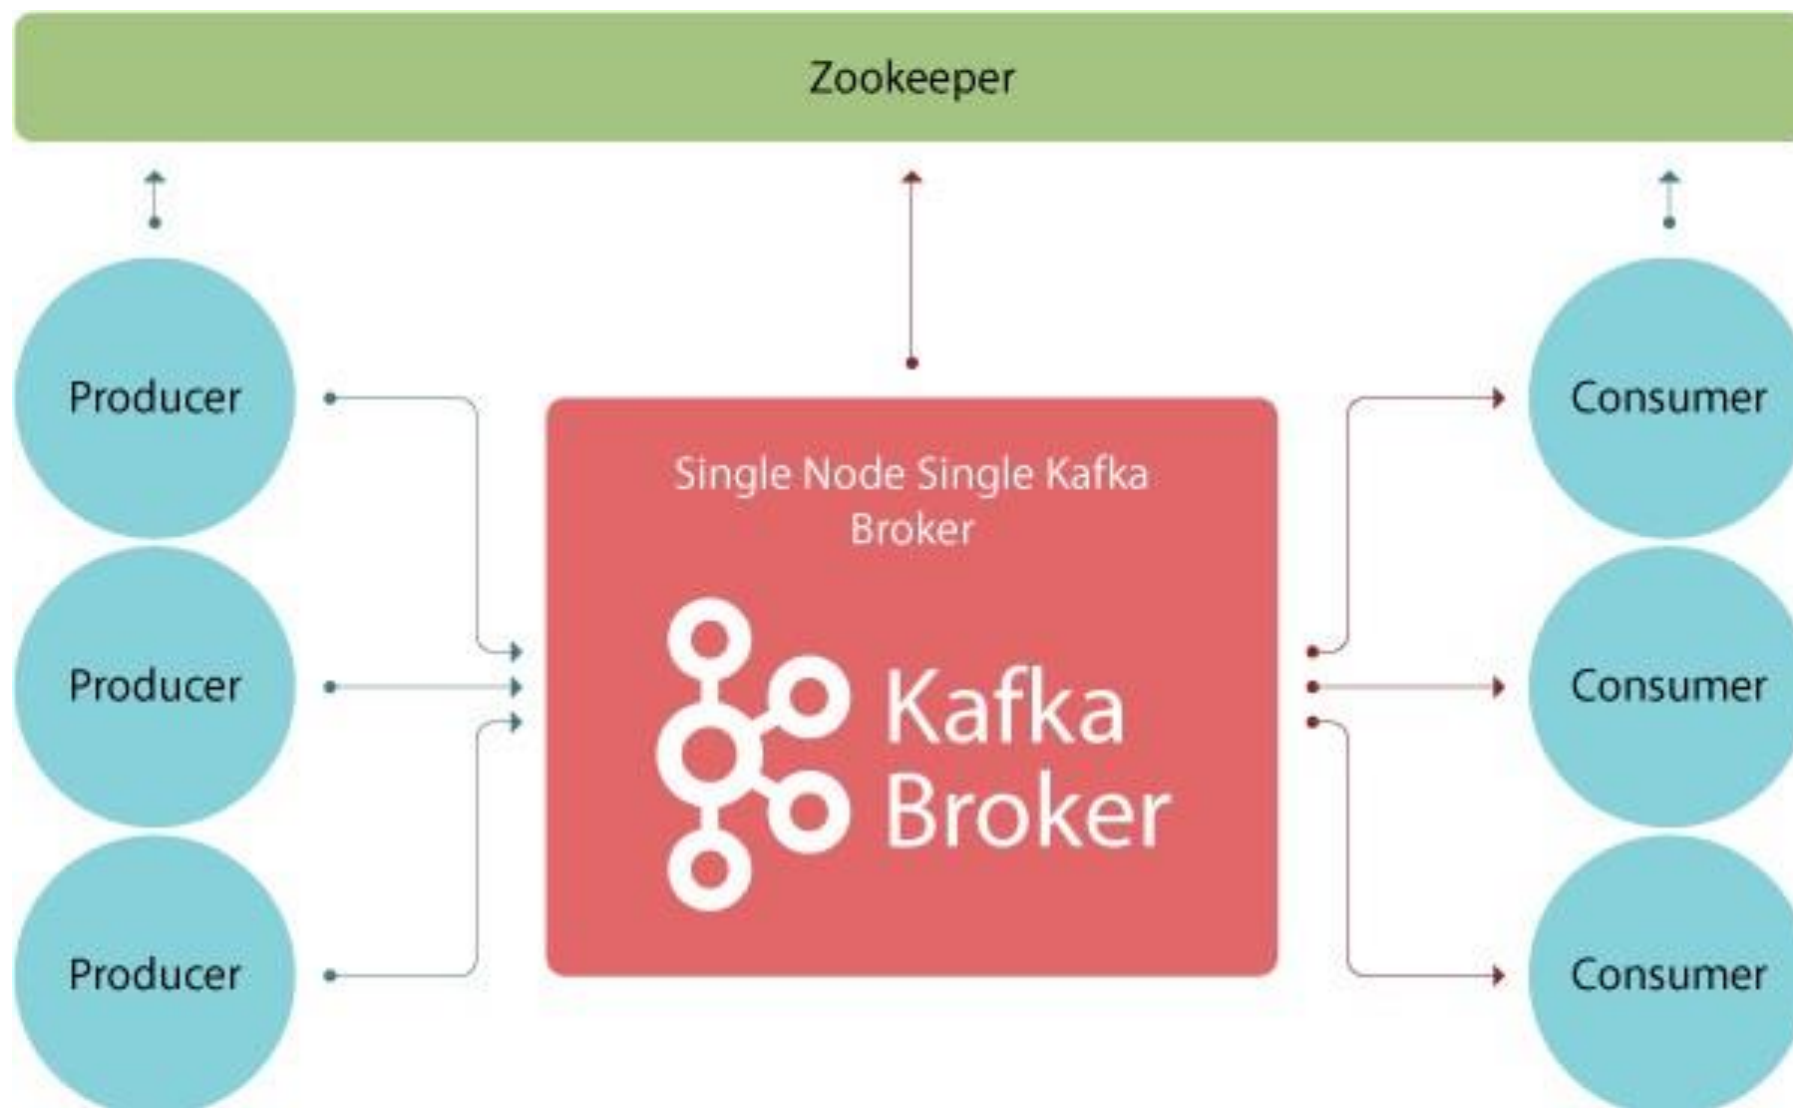 Zookeeper
Producer
Producer
Producer
Single Node Single Kafka
Broker
Kafka
Broker
Consumer
Consumer
Consumer